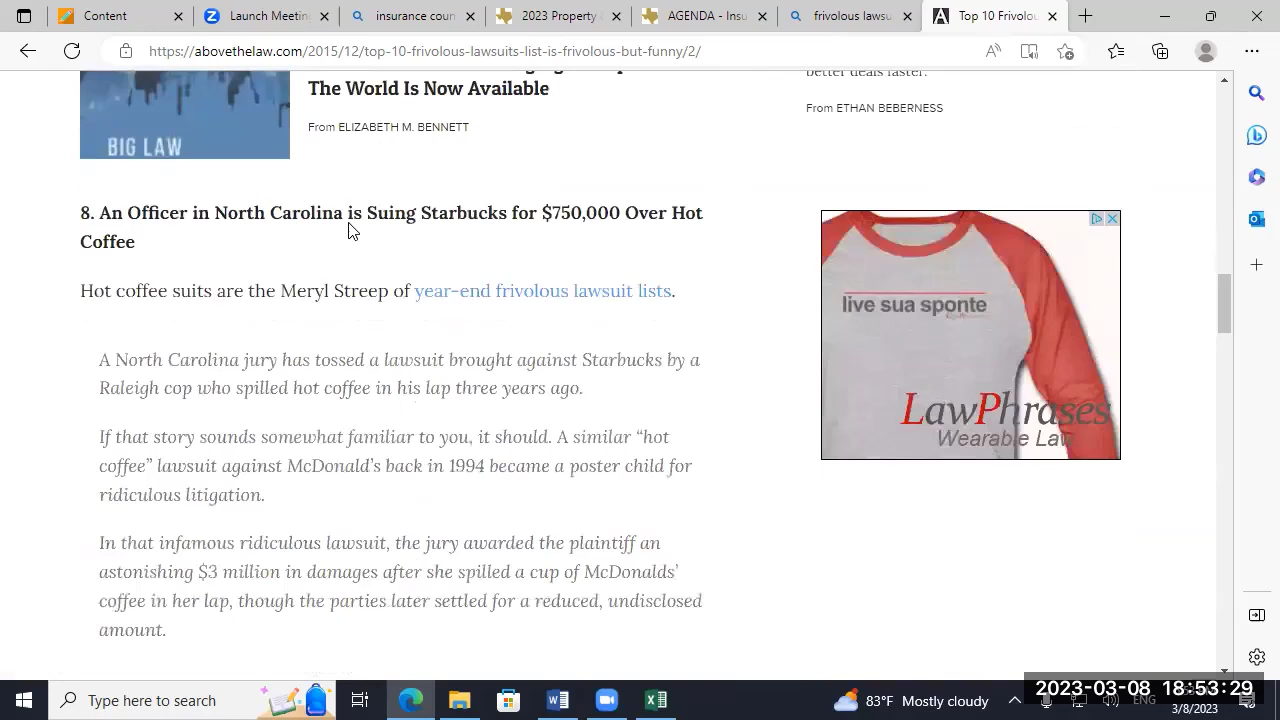 Content
Launch Meetin
insurance coun
2023 Property
AGENDA - Insu
frivolous lawsu
Top 10 Frivolou
https://abovethelaw.com/2015/12/top-10-frivolous-lawsuits-list-is-frivolous-but-funny/2/
better deals faster.
The World Is Now Available
From ETHAN BEBERNESS
From ELIZABETH M. BENNETT
BIG LAW
8. An Officer in North Carolina is Suing Starbucks for $750,000 Over Hot
Coffee
Hot coffee suits are the Meryl Streep of year-end frivolous lawsuit lists.
A North Carolina jury has tossed a lawsuit brought against Starbucks by a
Raleigh cop who spilled hot coffee in his lap three years ago.
If that story sounds somewhat familiar to you, it should. A similar “hot
coffee” lawsuit against McDonald’s back in 1994 became a poster child for
ridiculous litigation.
In that infamous ridiculous lawsuit, the jury awarded the plaintiff an
astonishing $3 million in damages after she spilled a cup of McDonalds’
coffee in her lap, though the parties later settled for a reduced, undisclosed
amount.
live sua sponte
LawPhrases
Wearable Law
Type here to search
83°F Mostly cloudy
ENG
2023-03-08 18:53:29
3/8/2023